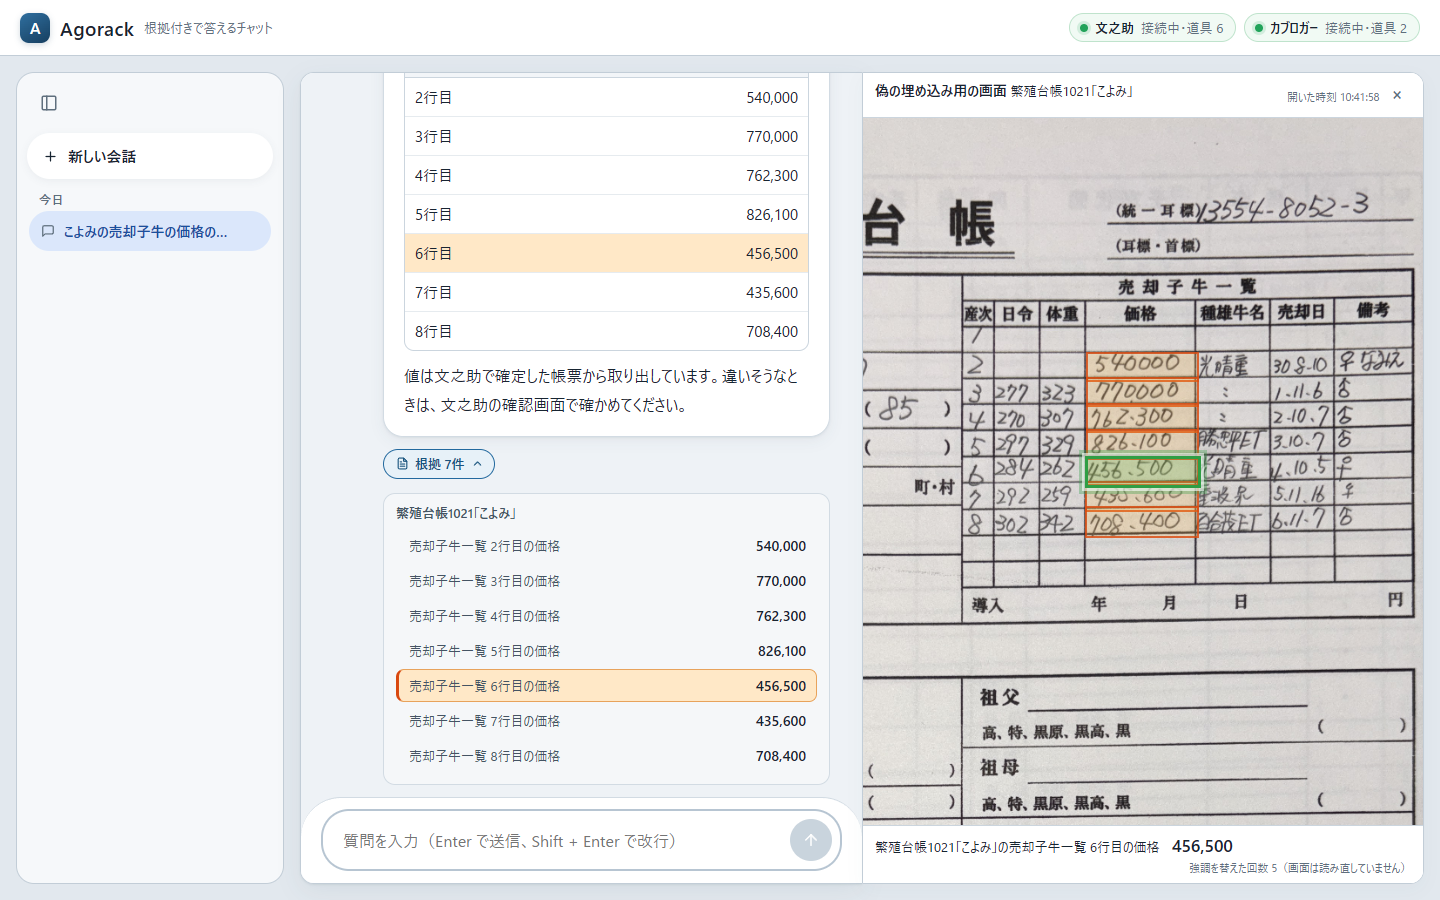 A Agorack 根拠付きで答えるチャット
文之助 接続中・道具 6
カブロガー 接続中・道具 2
新しい会話
今日
こよみの売却子牛の価格の...
2行目 540,000
3行目 770,000
4行目 762,300
5行目 826,100
6行目 456,500
7行目 435,600
8行目 708,400
値は文之助で確定した帳票から取り出しています。違いそうなと
きは、文之助の確認画面で確かめてください。
根拠 7件
繁殖台帳1021「こよみ」
売却子牛一覧 2行目の価格 540,000
売却子牛一覧 3行目の価格 770,000
売却子牛一覧 4行目の価格 762,300
売却子牛一覧 5行目の価格 826,100
売却子牛一覧 6行目の価格 456,500
売却子牛一覧 7行目の価格 435,600
売却子牛一覧 8行目の価格 708,400
質問を入力（Enter で送信、Shift + Enter で改行）
偽の埋め込み用の画面 繁殖台帳1021「こよみ」
開いた時刻 10:41:58 ×
台帳
(統一耳標) 13554-8052-3
(耳標・首標)
売却子牛一覧
産次 日令 体重 価格 種雄牛名 売却日 備考
1
2 540000 光晴重 30.8.10 ♀
3 277 323 770000 〃 1.11.6 ♂
4 270 307 762.300 〃 2.10.7 ♂
5 297 329 826.100 3.10.7 ♂
6 284 262 456.500 光晴重 4.10.5 ♀
7 292 259 435.600 5.11.16 ♀
8 302 342 708.400 6.11.7 ♂
導入 年 月 日 円
( 85 )
( )
町・村
祖父
高、特、黒原、黒高、黒 ( )
祖母
高、特、黒原、黒高、黒 ( )
( )
( )
繁殖台帳1021「こよみ」の売却子牛一覧 6行目の価格 456,500
強調を替えた回数 5（画面は読み直していません）